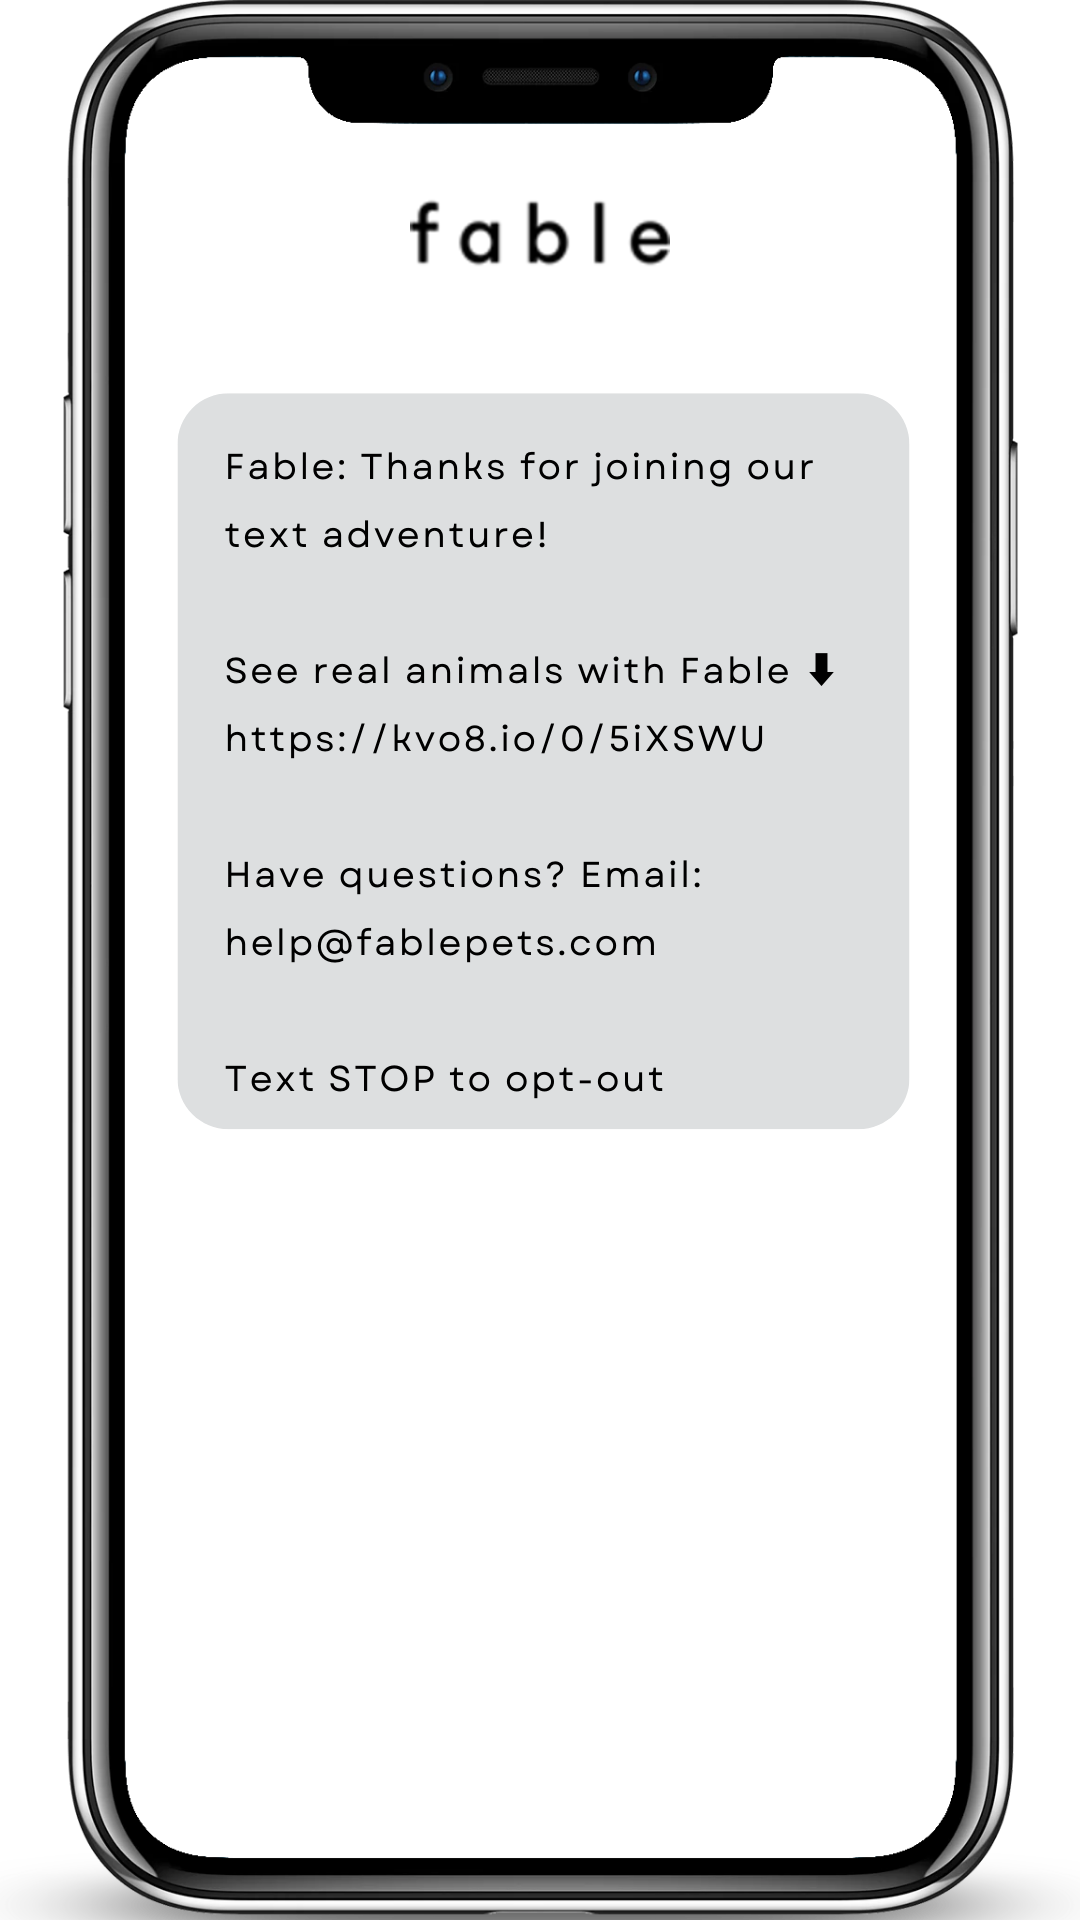 fable
Fable: Thanks for joining our
text adventure!
See real animals with Fable ⬇
https://kvo8.io/0/5iXSWU
Have questions? Email:
help@fablepets.com
Text STOP to opt-out